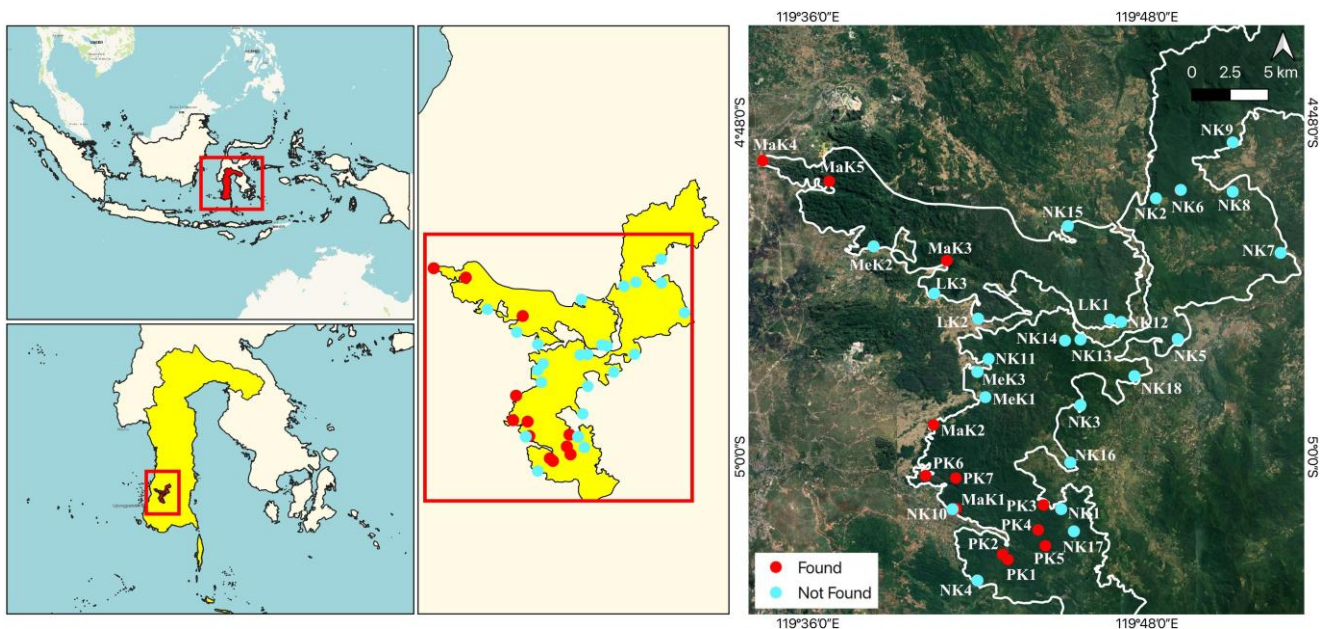 119°36'0"E
119°48'0"E
0 2.5 5 km
4°48'0"S
4°48'0"S
NK9
MaK4
MaK5
NK2
NK6
NK8
NK15
NK7
MeK2
MaK3
LK3
LK2
LK1
NK12
NK14
NK13
NK5
NK11
MeK3
NK18
MeK1
NK3
MaK2
NK16
5°0'0"S
5°0'0"S
PK6
PK7
MaK1
PK3
NK10
NK1
PK4
NK17
PK2
PK5
PK1
NK4
Found
Not Found
119°36'0"E
119°48'0"E